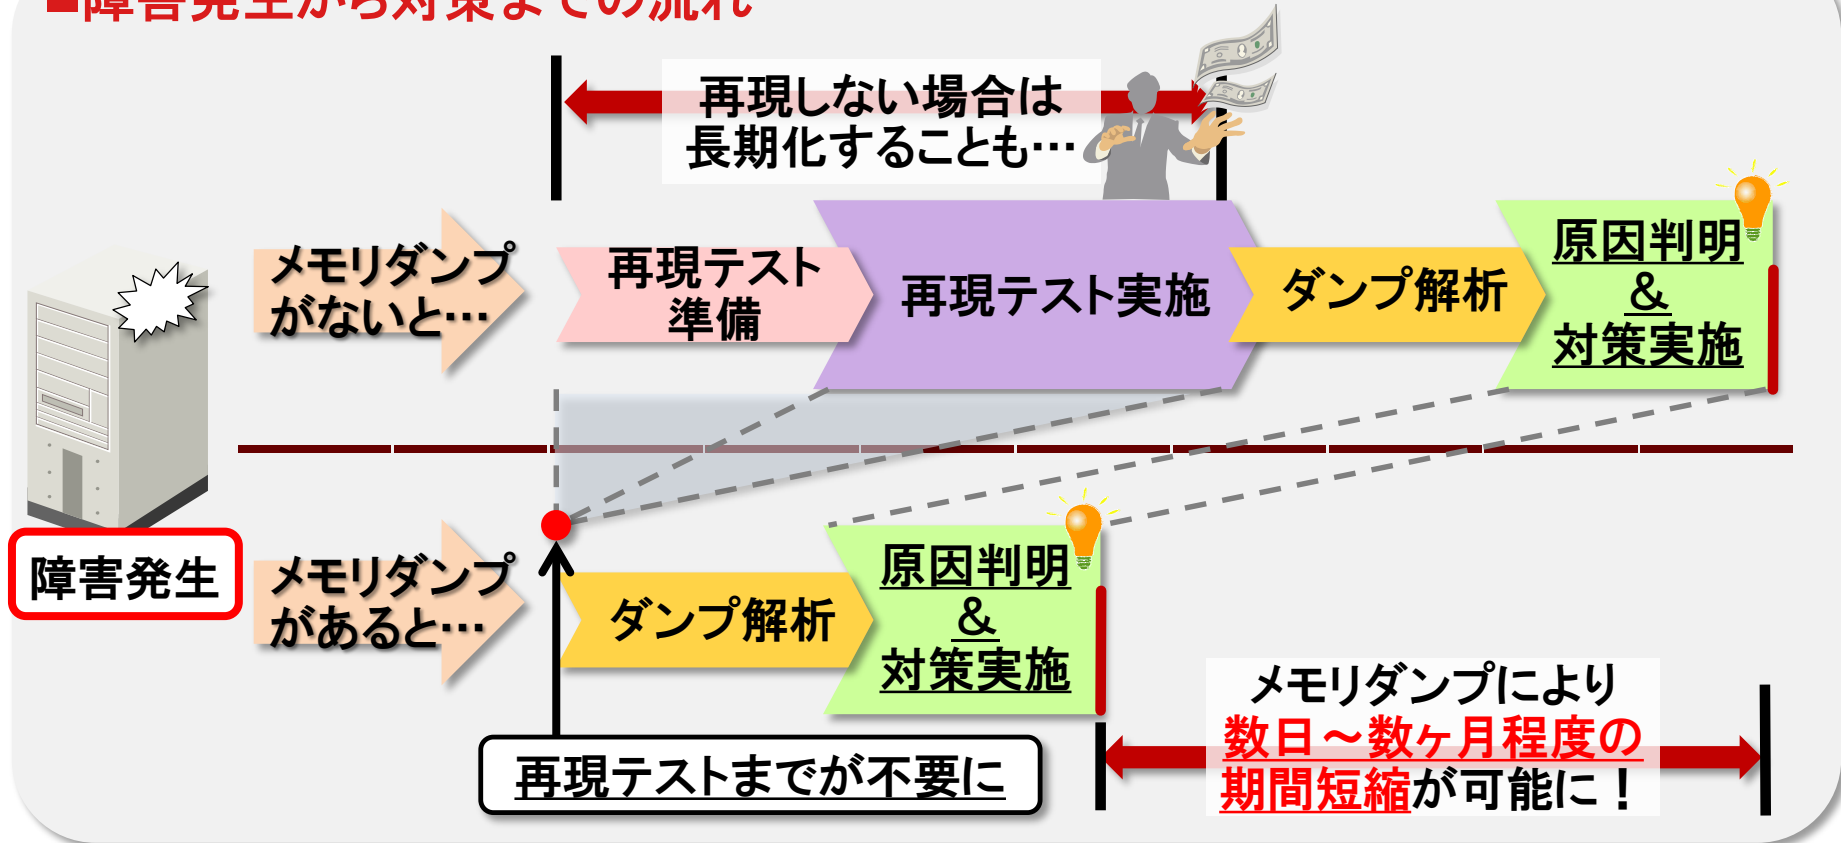 ■障害発生から対策までの流れ
再現しない場合は
長期化することも…
メモリダンプ
がないと…
再現テスト
準備
再現テスト実施
ダンプ解析
原因判明
&
対策実施
障害発生
メモリダンプ
があると…
ダンプ解析
原因判明
&
対策実施
再現テストまでが不要に
メモリダンプにより
数日～数ヶ月程度の
期間短縮が可能に！